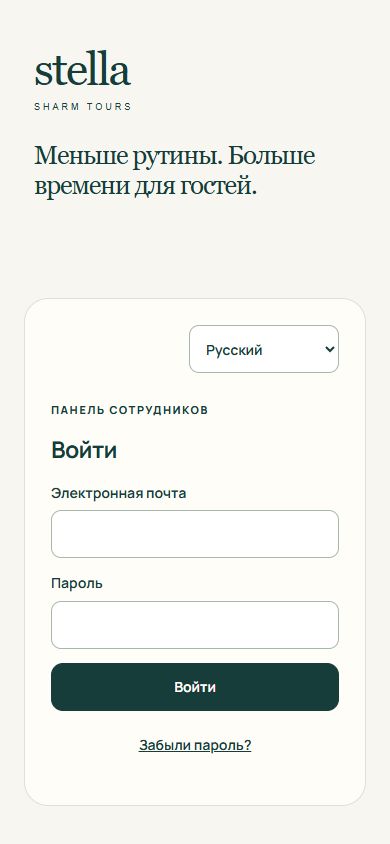 stella
SHARM TOURS
Меньше рутины. Больше
времени для гостей.
Русский
ПАНЕЛЬ СОТРУДНИКОВ
Войти
Электронная почта
Пароль
Войти
Забыли пароль?